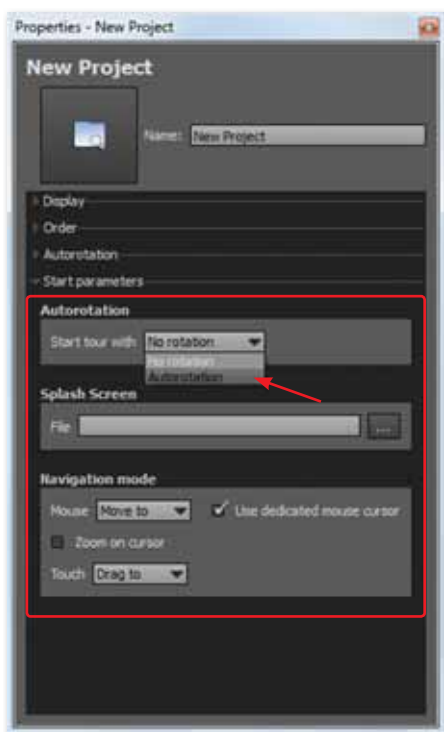 Properties - New Project
New Project
Name: New Project
Display
Order
Autorotation
Start parameters
Autorotation
Start tour with No rotation
No rotation
Autorotation
Splash Screen
File ...
Navigation mode
Mouse Move to Use dedicated mouse cursor
Zoom on cursor
Touch Drag to